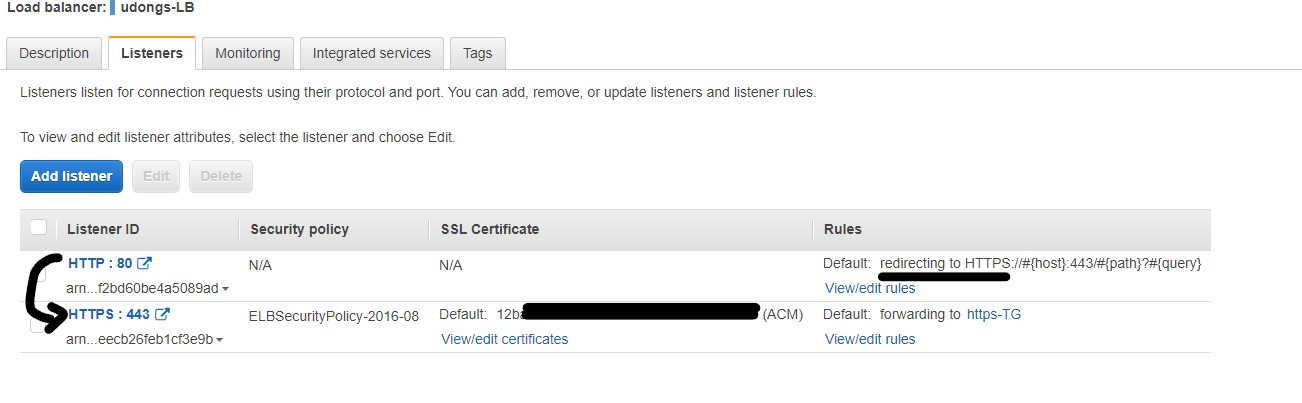 Load balancer: udongs-LB
Description Listeners Monitoring Integrated services Tags
Listeners listen for connection requests using their protocol and port. You can add, remove, or update listeners and listener rules.
To view and edit listener attributes, select the listener and choose Edit.
Add listener Edit Delete
Listener ID Security policy SSL Certificate Rules
HTTP : 80 N/A N/A Default: redirecting to HTTPS://#{host}:443/#{path}?#{query}
arn...f2bd60be4a5089ad View/edit rules
HTTPS : 443 ELBSecurityPolicy-2016-08 Default: (ACM) Default: forwarding to https-TG
arn...eecb26feb1cf3e9b View/edit certificates View/edit rules